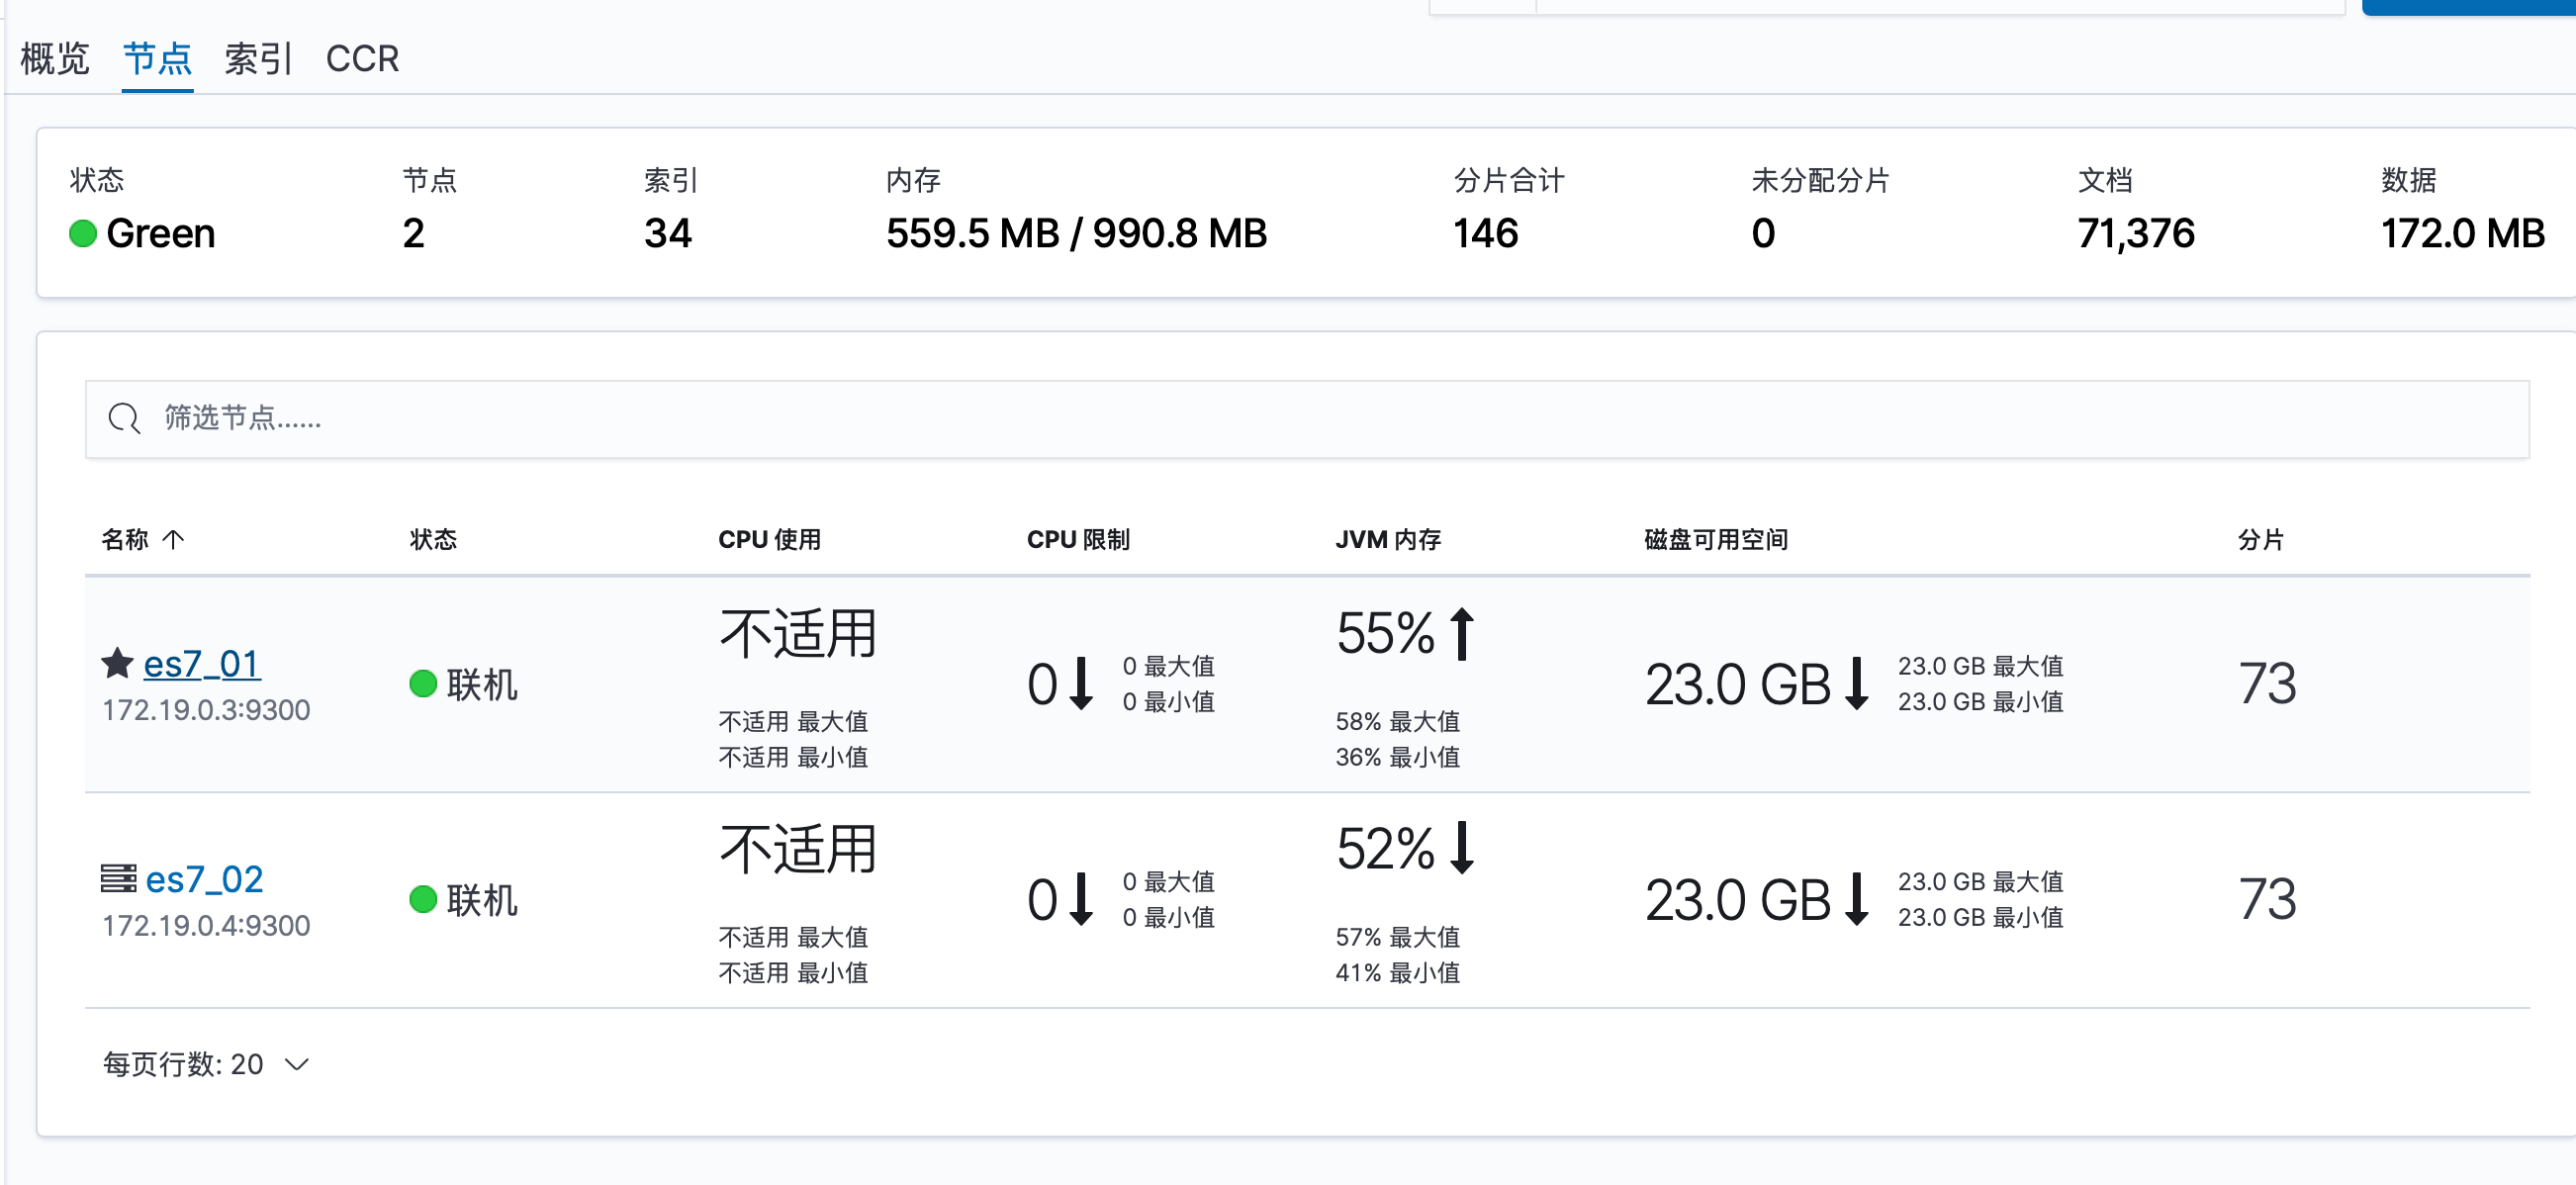 概览 节点 索引 CCR
状态 节点 索引 内存 分片合计 未分配分片 文档 数据
Green 2 34 559.5 MB / 990.8 MB 146 0 71,376 172.0 MB
筛选节点……
名称 状态 CPU 使用 CPU 限制 JVM 内存 磁盘可用空间 分片
es7_01
172.19.0.3:9300
联机
不适用
不适用 最大值
不适用 最小值
0
0 最大值
0 最小值
55%
58% 最大值
36% 最小值
23.0 GB
23.0 GB 最大值
23.0 GB 最小值
73
es7_02
172.19.0.4:9300
联机
不适用
不适用 最大值
不适用 最小值
0
0 最大值
0 最小值
52%
57% 最大值
41% 最小值
23.0 GB
23.0 GB 最大值
23.0 GB 最小值
73
每页行数: 20